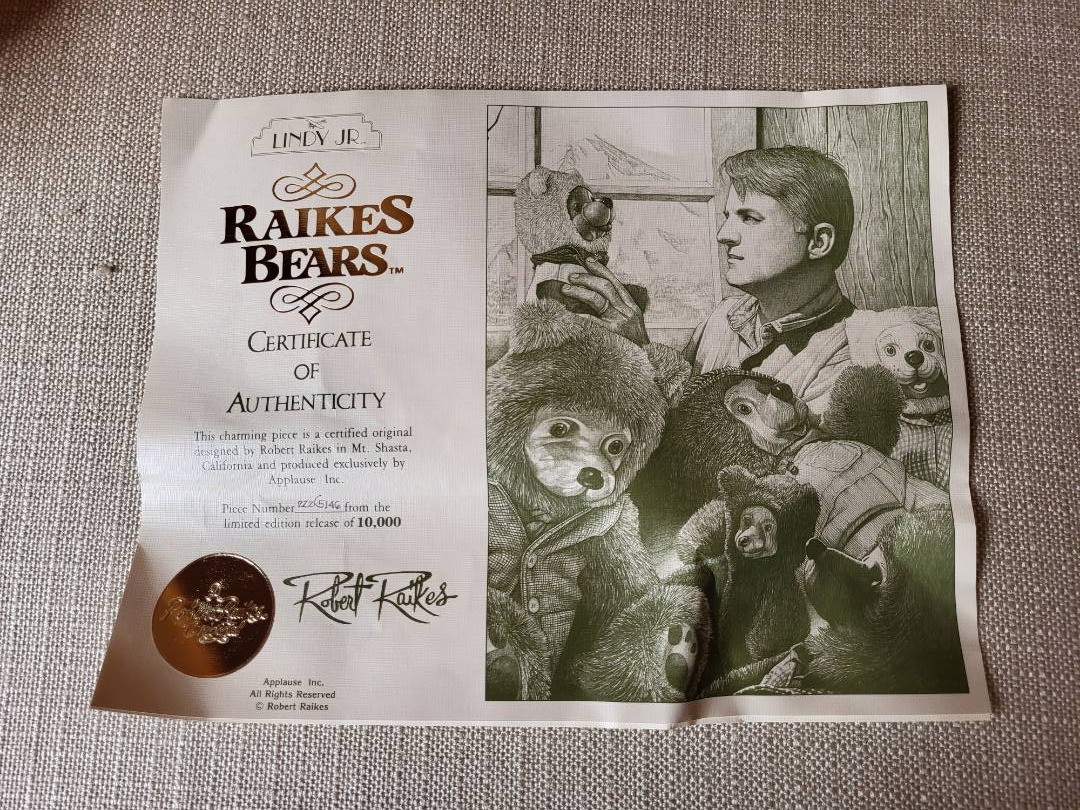 LINDY JR.
RAIKES
BEARS™
CERTIFICATE
OF
AUTHENTICITY
This charming piece is a certified original
designed by Robert Raikes in Mt. Shasta,
California and produced exclusively by
Applause Inc.
Piece Number from the
limited edition release of 10,000
Robert Raikes
Applause Inc.
All Rights Reserved
© Robert Raikes